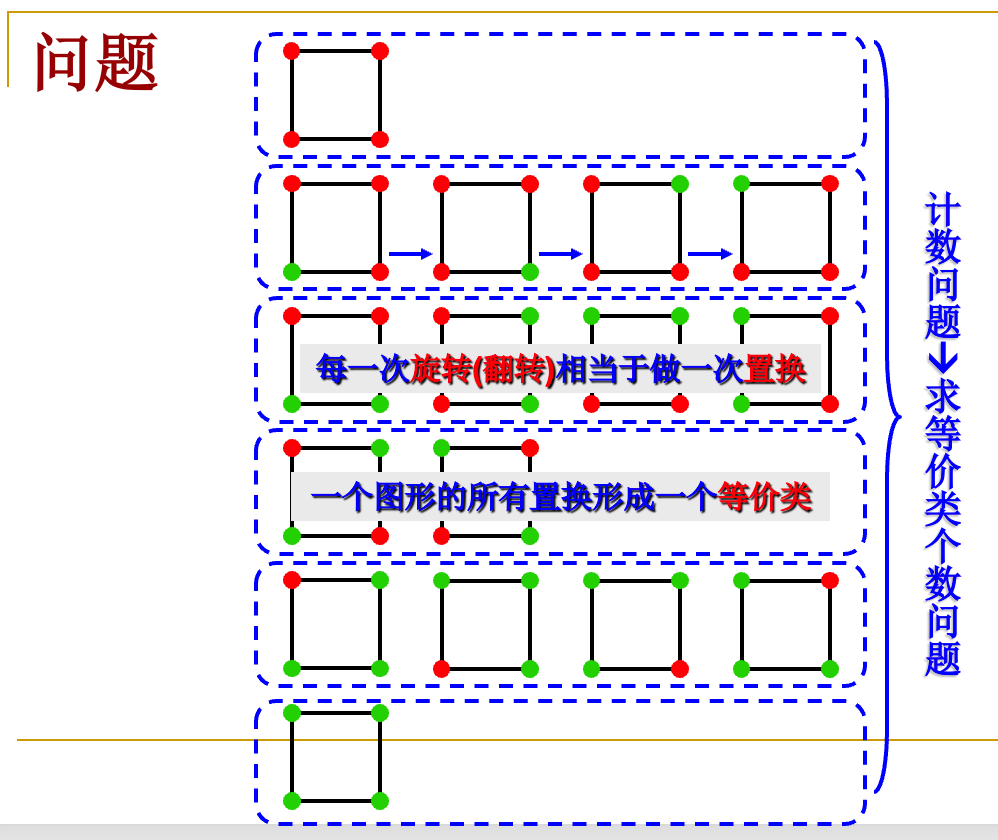 问题
每一次旋转(翻转)相当于做一次置换
一个图形的所有置换形成一个等价类
计数问题➔求等价类个数问题